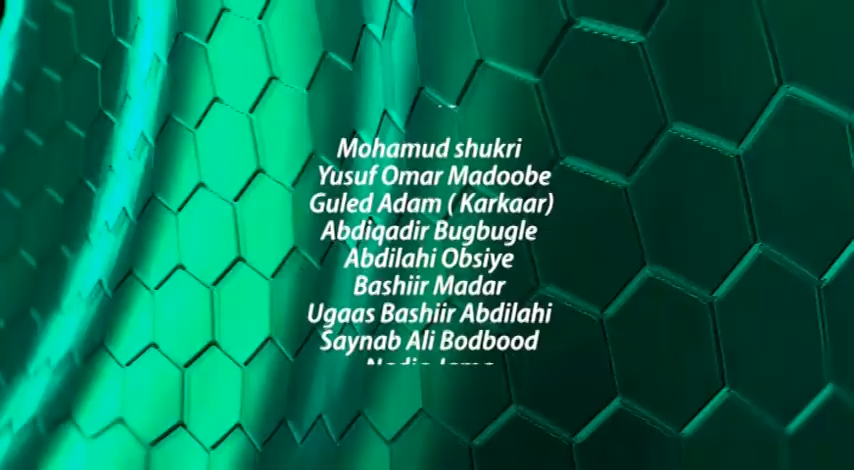 Mohamud shukri
Yusuf Omar Madoobe
Guled Adam ( Karkaar)
Abdiqadir Bugbugle
Abdilahi Obsiye
Bashiir Madar
Ugaas Bashiir Abdilahi
Saynab Ali Bodbood